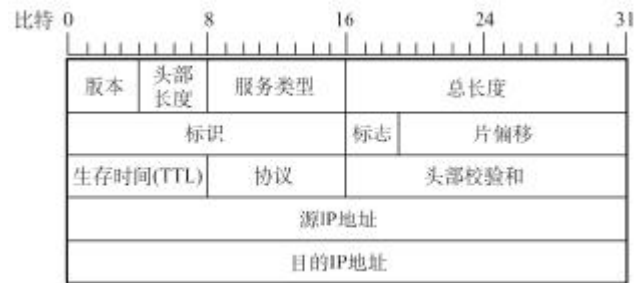 比特 0 8 16 24 31
版本 头部长度 服务类型 总长度
标识 标志 片偏移
生存时间(TTL) 协议 头部校验和
源IP地址
目的IP地址